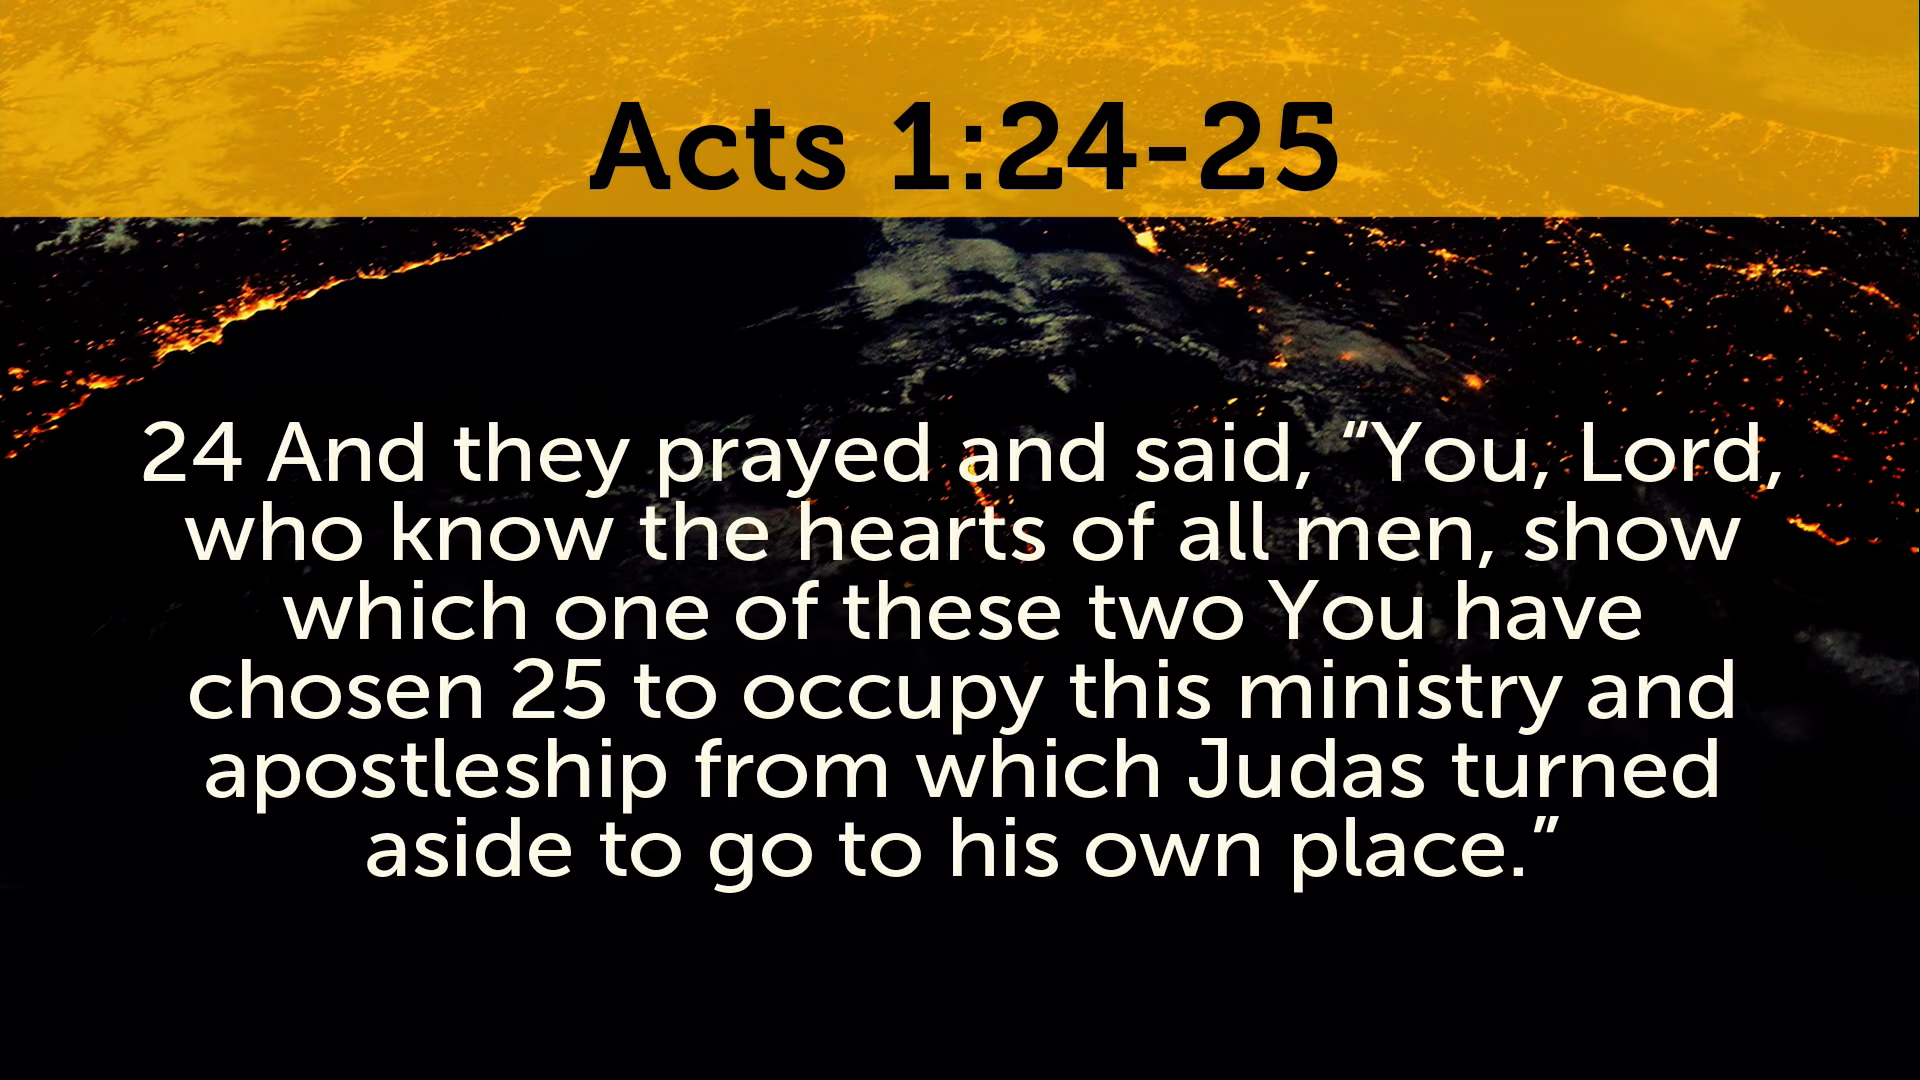 Acts 1:24-25
24 And they prayed and said, “You, Lord,
who know the hearts of all men, show
which one of these two You have
chosen 25 to occupy this ministry and
apostleship from which Judas turned
aside to go to his own place.”